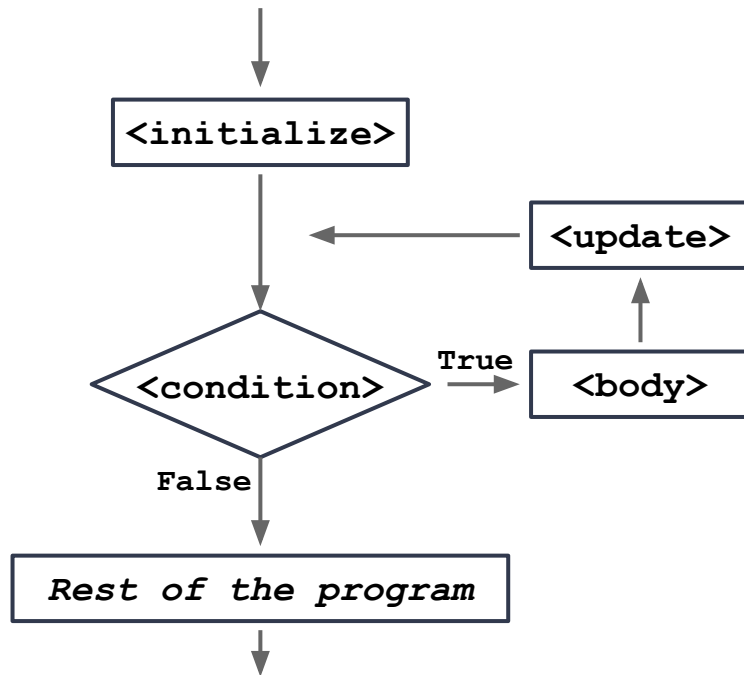 <initialize>
<update>
True
<condition>
<body>
False
Rest of the program